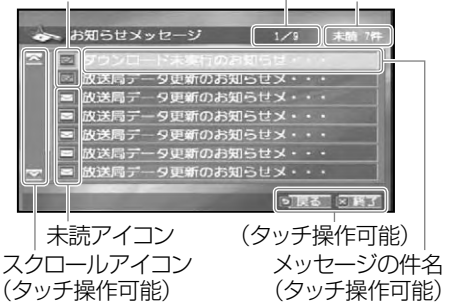 お知らせメッセージ 1/9 未読 7件
ダウンロード未実行のお知らせ・・・
放送局データ更新のお知らせメ・・・
放送局データ更新のお知らせメ・・・
放送局データ更新のお知らせメ・・・
放送局データ更新のお知らせメ・・・
放送局データ更新のお知らせメ・・・
放送局データ更新のお知らせメ・・・
戻る 終了
未読アイコン
(タッチ操作可能)
スクロールアイコン
(タッチ操作可能)
メッセージの件名
(タッチ操作可能)